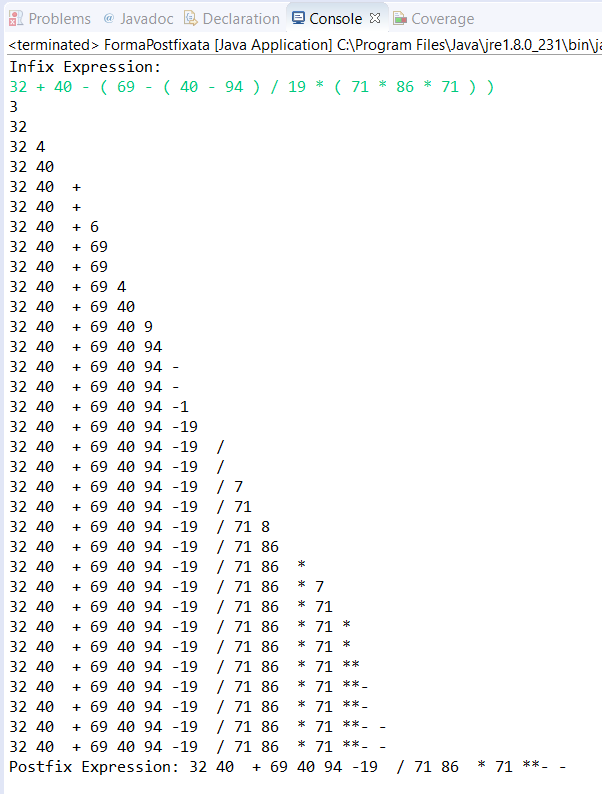 Problems @ Javadoc Declaration Console Coverage
<terminated> FormaPostfixata [Java Application] C:\Program Files\Java\jre1.8.0_231\bin\ja
Infix Expression:
32 + 40 - ( 69 - ( 40 - 94 ) / 19 * ( 71 * 86 * 71 ) )
3
32
32 4
32 40
32 40  +
32 40  +
32 40  + 6
32 40  + 69
32 40  + 69
32 40  + 69 4
32 40  + 69 40
32 40  + 69 40 9
32 40  + 69 40 94
32 40  + 69 40 94 -
32 40  + 69 40 94 -
32 40  + 69 40 94 -1
32 40  + 69 40 94 -19
32 40  + 69 40 94 -19  /
32 40  + 69 40 94 -19  /
32 40  + 69 40 94 -19  / 7
32 40  + 69 40 94 -19  / 71
32 40  + 69 40 94 -19  / 71 8
32 40  + 69 40 94 -19  / 71 86
32 40  + 69 40 94 -19  / 71 86  *
32 40  + 69 40 94 -19  / 71 86  * 7
32 40  + 69 40 94 -19  / 71 86  * 71
32 40  + 69 40 94 -19  / 71 86  * 71 *
32 40  + 69 40 94 -19  / 71 86  * 71 *
32 40  + 69 40 94 -19  / 71 86  * 71 **
32 40  + 69 40 94 -19  / 71 86  * 71 **-
32 40  + 69 40 94 -19  / 71 86  * 71 **-
32 40  + 69 40 94 -19  / 71 86  * 71 **- -
32 40  + 69 40 94 -19  / 71 86  * 71 **- -
Postfix Expression: 32 40  + 69 40 94 -19  / 71 86  * 71 **- -